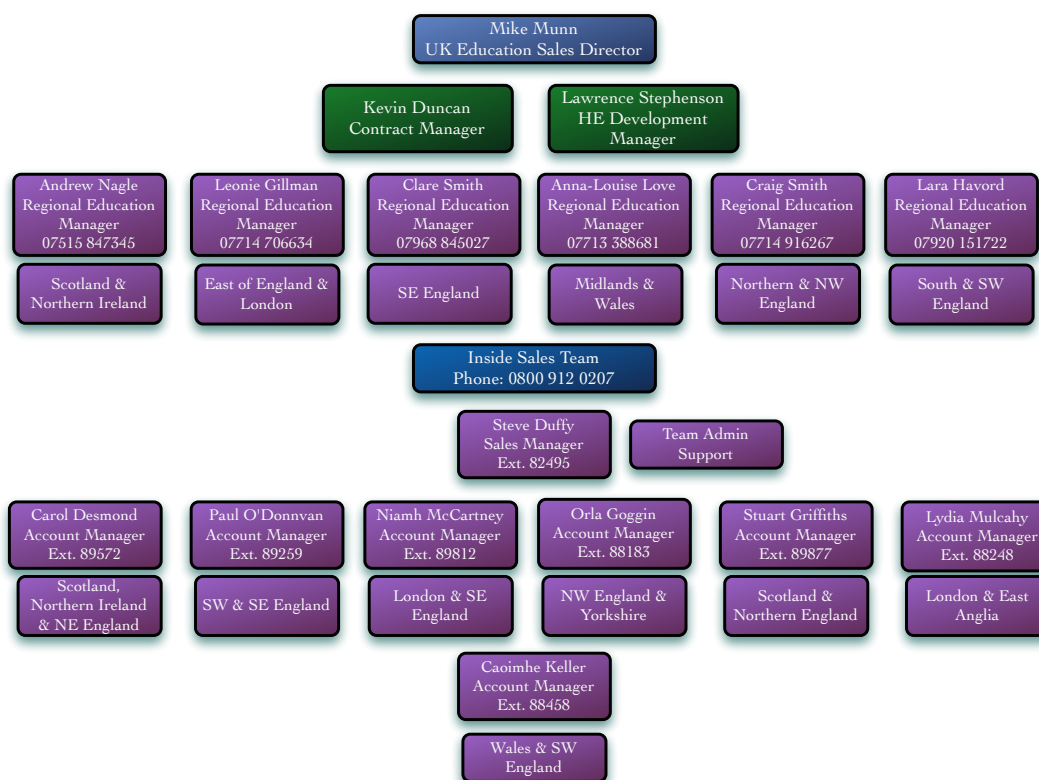 Mike Munn
UK Education Sales Director
Kevin Duncan
Contract Manager
Lawrence Stephenson
HE Development
Manager
Andrew Nagle
Regional Education
Manager
07515 847345
Leonie Gillman
Regional Education
Manager
07714 706634
Clare Smith
Regional Education
Manager
07968 845027
Anna-Louise Love
Regional Education
Manager
07713 388681
Craig Smith
Regional Education
Manager
07714 916267
Lara Havord
Regional Education
Manager
07920 151722
Scotland &
Northern Ireland
East of England &
London
SE England
Midlands &
Wales
Northern & NW
England
South & SW
England
Inside Sales Team
Phone: 0800 912 0207
Steve Duffy
Sales Manager
Ext. 82495
Team Admin
Support
Carol Desmond
Account Manager
Ext. 89572
Paul O'Donnvan
Account Manager
Ext. 89259
Niamh McCartney
Account Manager
Ext. 89812
Orla Goggin
Account Manager
Ext. 88183
Stuart Griffiths
Account Manager
Ext. 89877
Lydia Mulcahy
Account Manager
Ext. 88248
Scotland,
Northern Ireland
& NE England
SW & SE England
London & SE
England
NW England &
Yorkshire
Scotland &
Northern England
London & East
Anglia
Caoimhe Keller
Account Manager
Ext. 88458
Wales & SW
England